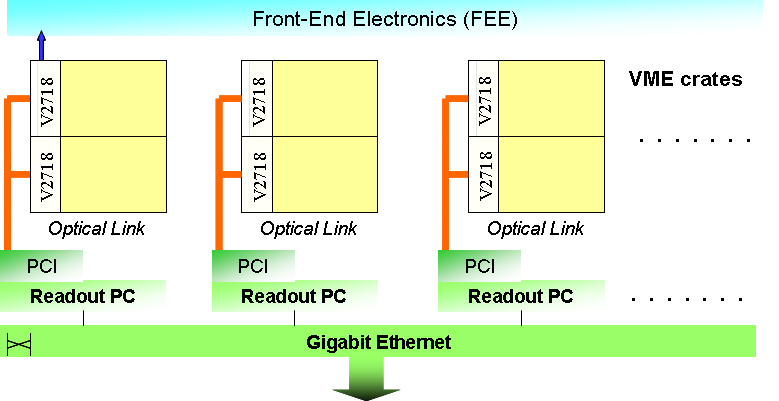 Front-End Electronics (FEE)
V2718
V2718
V2718
VME crates
. . . . . . .
V2718
V2718
V2718
Optical Link
Optical Link
Optical Link
PCI
PCI
PCI
Readout PC
Readout PC
Readout PC
. . . . . . .
Gigabit Ethernet